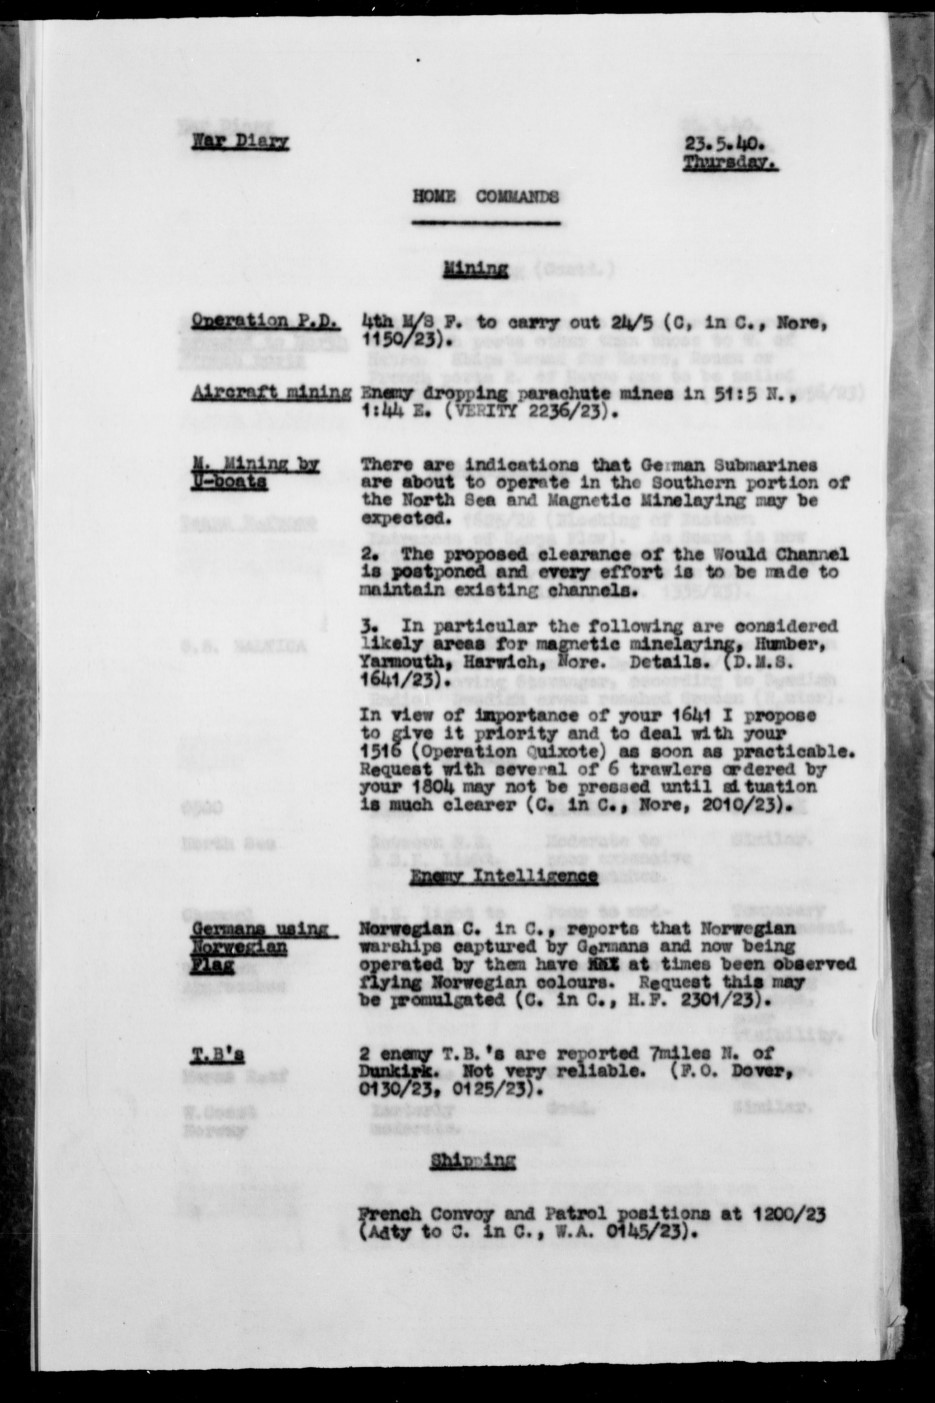 War Diary
23.5.40.
Thursday.
HOME COMMANDS
Mining
Operation P.D. 4th M/S F. to carry out 24/5 (C, in C., Nore,
1150/23).
Aircraft mining Enemy dropping parachute mines in 51:5 N.,
1:44 E. (VERITY 2236/23).
M. Mining by There are indications that German Submarines
U-boats are about to operate in the Southern portion of
the North Sea and Magnetic Minelaying may be
expected.
2. The proposed clearance of the Would Channel
is postponed and every effort is to be made to
maintain existing channels.
3. In particular the following are considered
likely areas for magnetic minelaying, Humber,
Yarmouth, Harwich, Nore. Details. (D.M.S.
1641/23).
In view of importance of your 1641 I propose
to give it priority and to deal with your
1516 (Operation Quixote) as soon as practicable.
Request with several of 6 trawlers ordered by
your 1804 may not be pressed until situation
is much clearer (C. in C., Nore, 2010/23).
Enemy Intelligence
Germans using Norwegian C. in C., reports that Norwegian
Norwegian warships captured by Germans and now being
Flag operated by them have at times been observed
flying Norwegian colours. Request this may
be promulgated (C. in C., H.F. 2301/23).
T.B's 2 enemy T.B.'s are reported 7miles N. of
Dunkirk. Not very reliable. (F.O. Dover,
0130/23, 0125/23).
Shipping
French Convoy and Patrol positions at 1200/23
(Adty to C. in C., W.A. 0145/23).